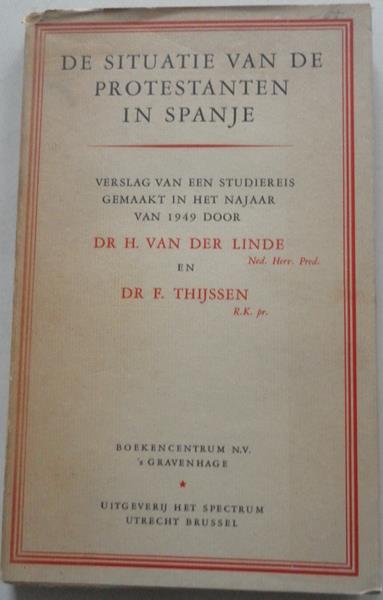 DE SITUATIE VAN DE
PROTESTANTEN
IN SPANJE
VERSLAG VAN EEN STUDIEREIS
GEMAAKT IN HET NAJAAR
VAN 1949 DOOR
DR H. VAN DER LINDE
Ned. Herv. Pred.
EN
DR F. THIJSSEN
R.K. pr.
BOEKENCENTRUM N.V.
's GRAVENHAGE
*
UITGEVERIJ HET SPECTRUM
UTRECHT BRUSSEL